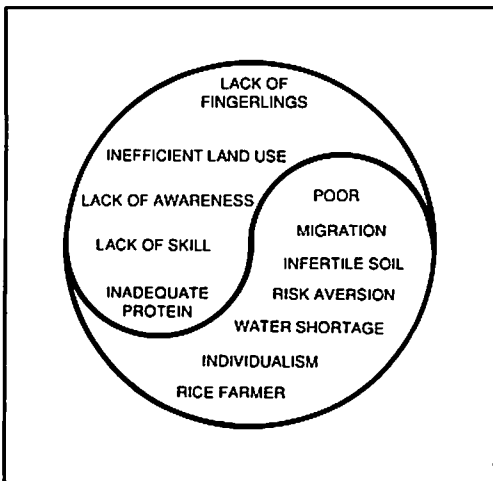 LACK OF
FINGERLINGS
INEFFICIENT LAND USE
LACK OF AWARENESS
LACK OF SKILL
INADEQUATE
PROTEIN
POOR
MIGRATION
INFERTILE SOIL
RISK AVERSION
WATER SHORTAGE
INDIVIDUALISM
RICE FARMER